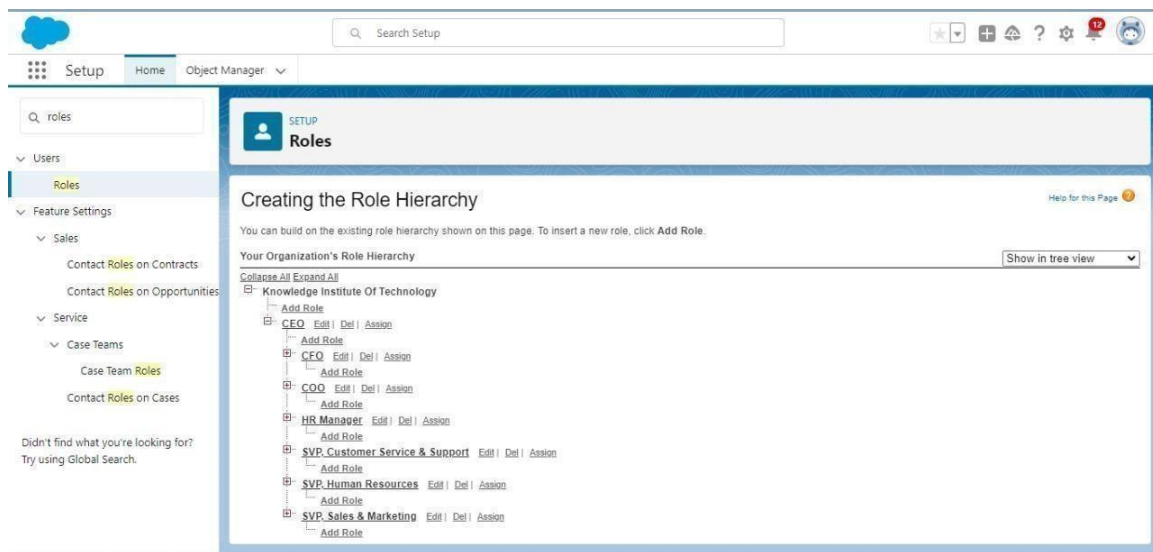 Search Setup
12
Setup Home Object Manager
roles
Users
Roles
Feature Settings
Sales
Contact Roles on Contracts
Contact Roles on Opportunities
Service
Case Teams
Case Team Roles
Contact Roles on Cases
Didn't find what you're looking for?
Try using Global Search.
SETUP
Roles
Creating the Role Hierarchy
Help for this Page
You can build on the existing role hierarchy shown on this page. To insert a new role, click Add Role.
Your Organization's Role Hierarchy
Show in tree view
Collapse All Expand All
Knowledge Institute Of Technology
Add Role
CEO Edit | Del | Assign
Add Role
CFO Edit | Del | Assign
Add Role
COO Edit | Del | Assign
Add Role
HR Manager Edit | Del | Assign
Add Role
SVP, Customer Service & Support Edit | Del | Assign
Add Role
SVP, Human Resources Edit | Del | Assign
Add Role
SVP, Sales & Marketing Edit | Del | Assign
Add Role